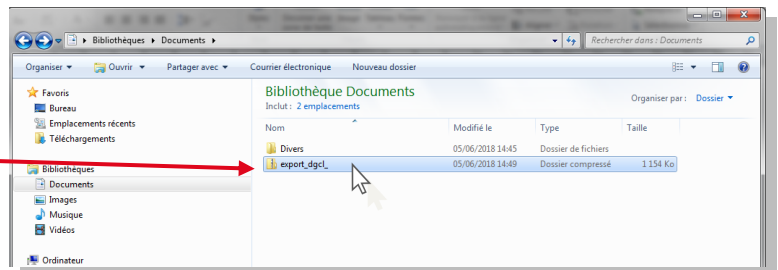 Bibliothèques Documents
Rechercher dans : Documents
Organiser Ouvrir Partager avec Courrier électronique Nouveau dossier
Favoris
Bureau
Emplacements récents
Téléchargements
Bibliothèques
Documents
Images
Musique
Vidéos
Ordinateur
Bibliothèque Documents
Inclut : 2 emplacements
Organiser par : Dossier
Nom Modifié le Type Taille
Divers 05/06/2018 14:45 Dossier de fichiers
export_dgcl_ 05/06/2018 14:49 Dossier compressé 1 154 Ko